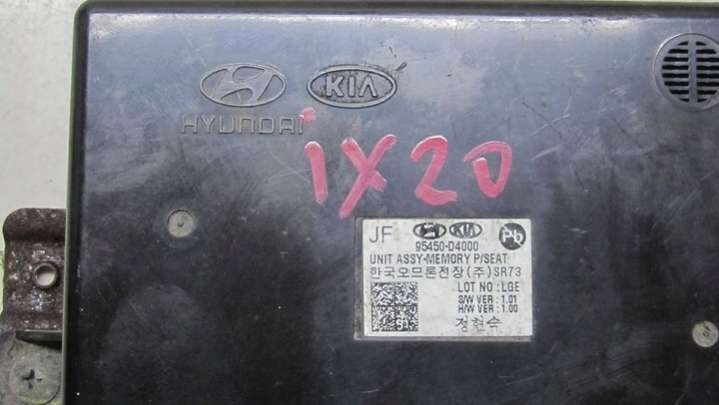 KIA
HYUNDAI
ix20
JF KIA Pb
95450-D4000
UNIT ASSY-MEMORY P/SEAT
한국오므론전장(주)SR73
LOT NO : LGE
S/W VER : 1.01
H/W VER : 1.00
정현숙